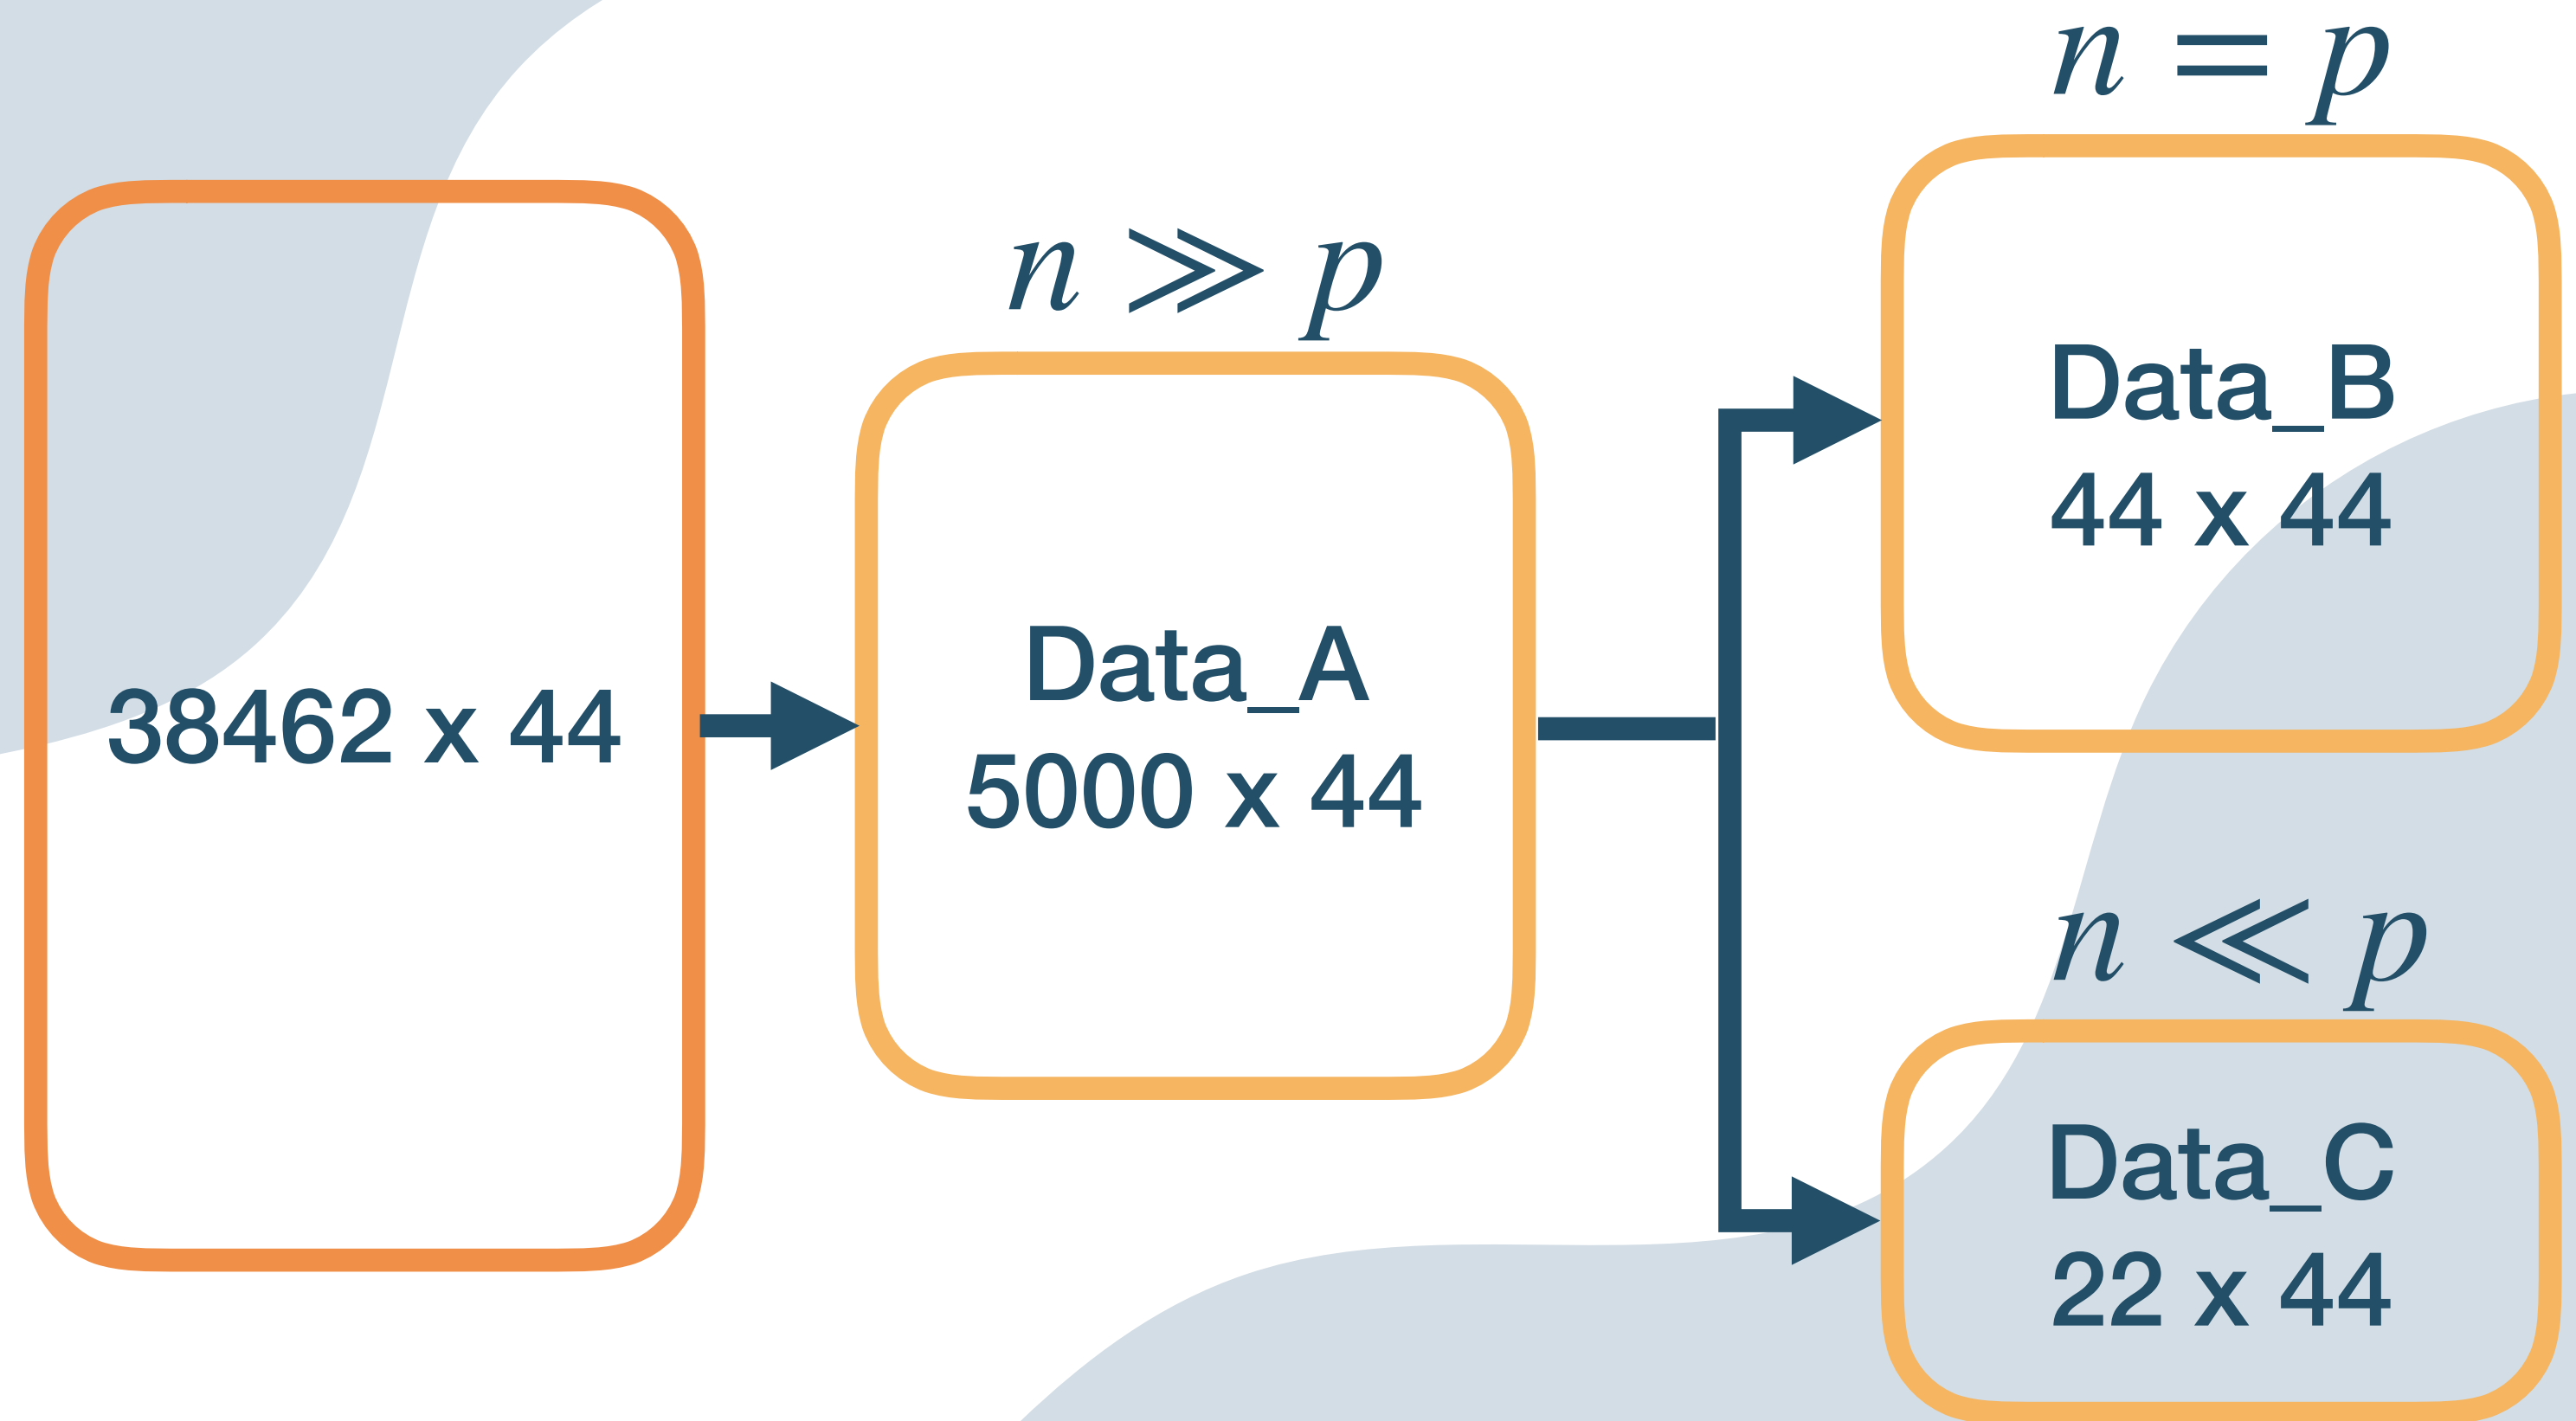 38462 x 44
n ≫ p
Data_A
5000 x 44
n = p
Data_B
44 x 44
n ≪ p
Data_C
22 x 44